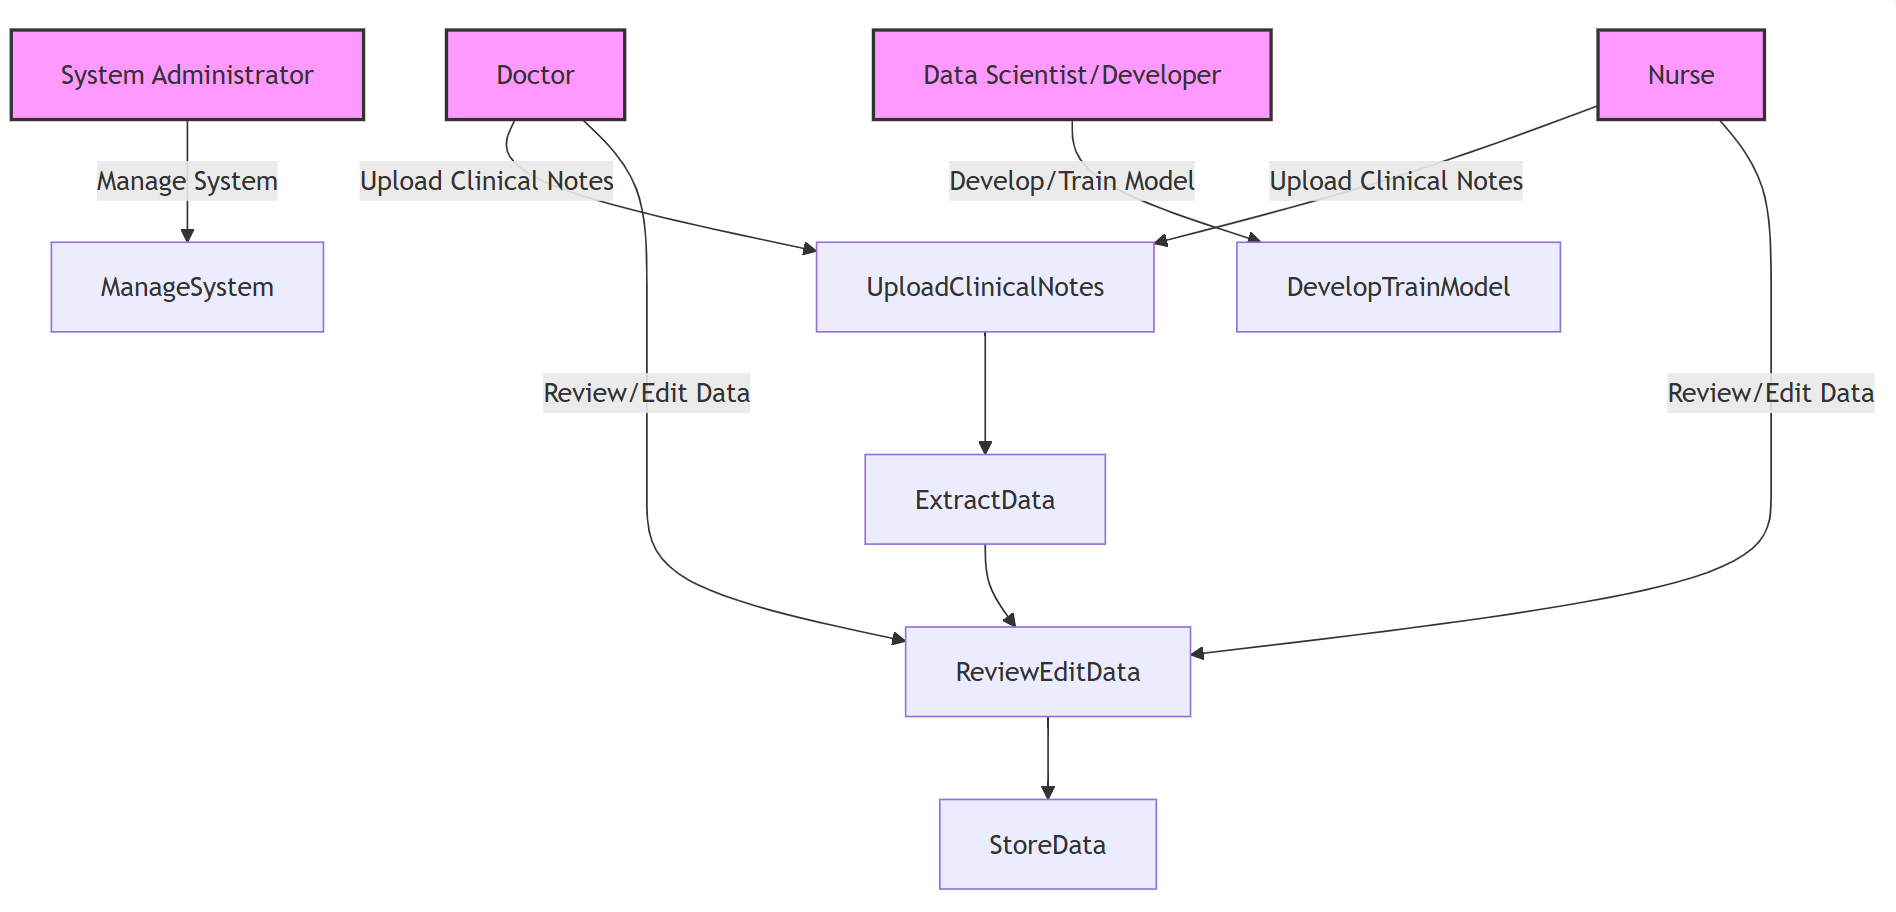 System Administrator
Doctor
Data Scientist/Developer
Nurse
Manage System
Upload Clinical Notes
Develop/Train Model
Upload Clinical Notes
ManageSystem
UploadClinicalNotes
DevelopTrainModel
Review/Edit Data
Review/Edit Data
ExtractData
ReviewEditData
StoreData